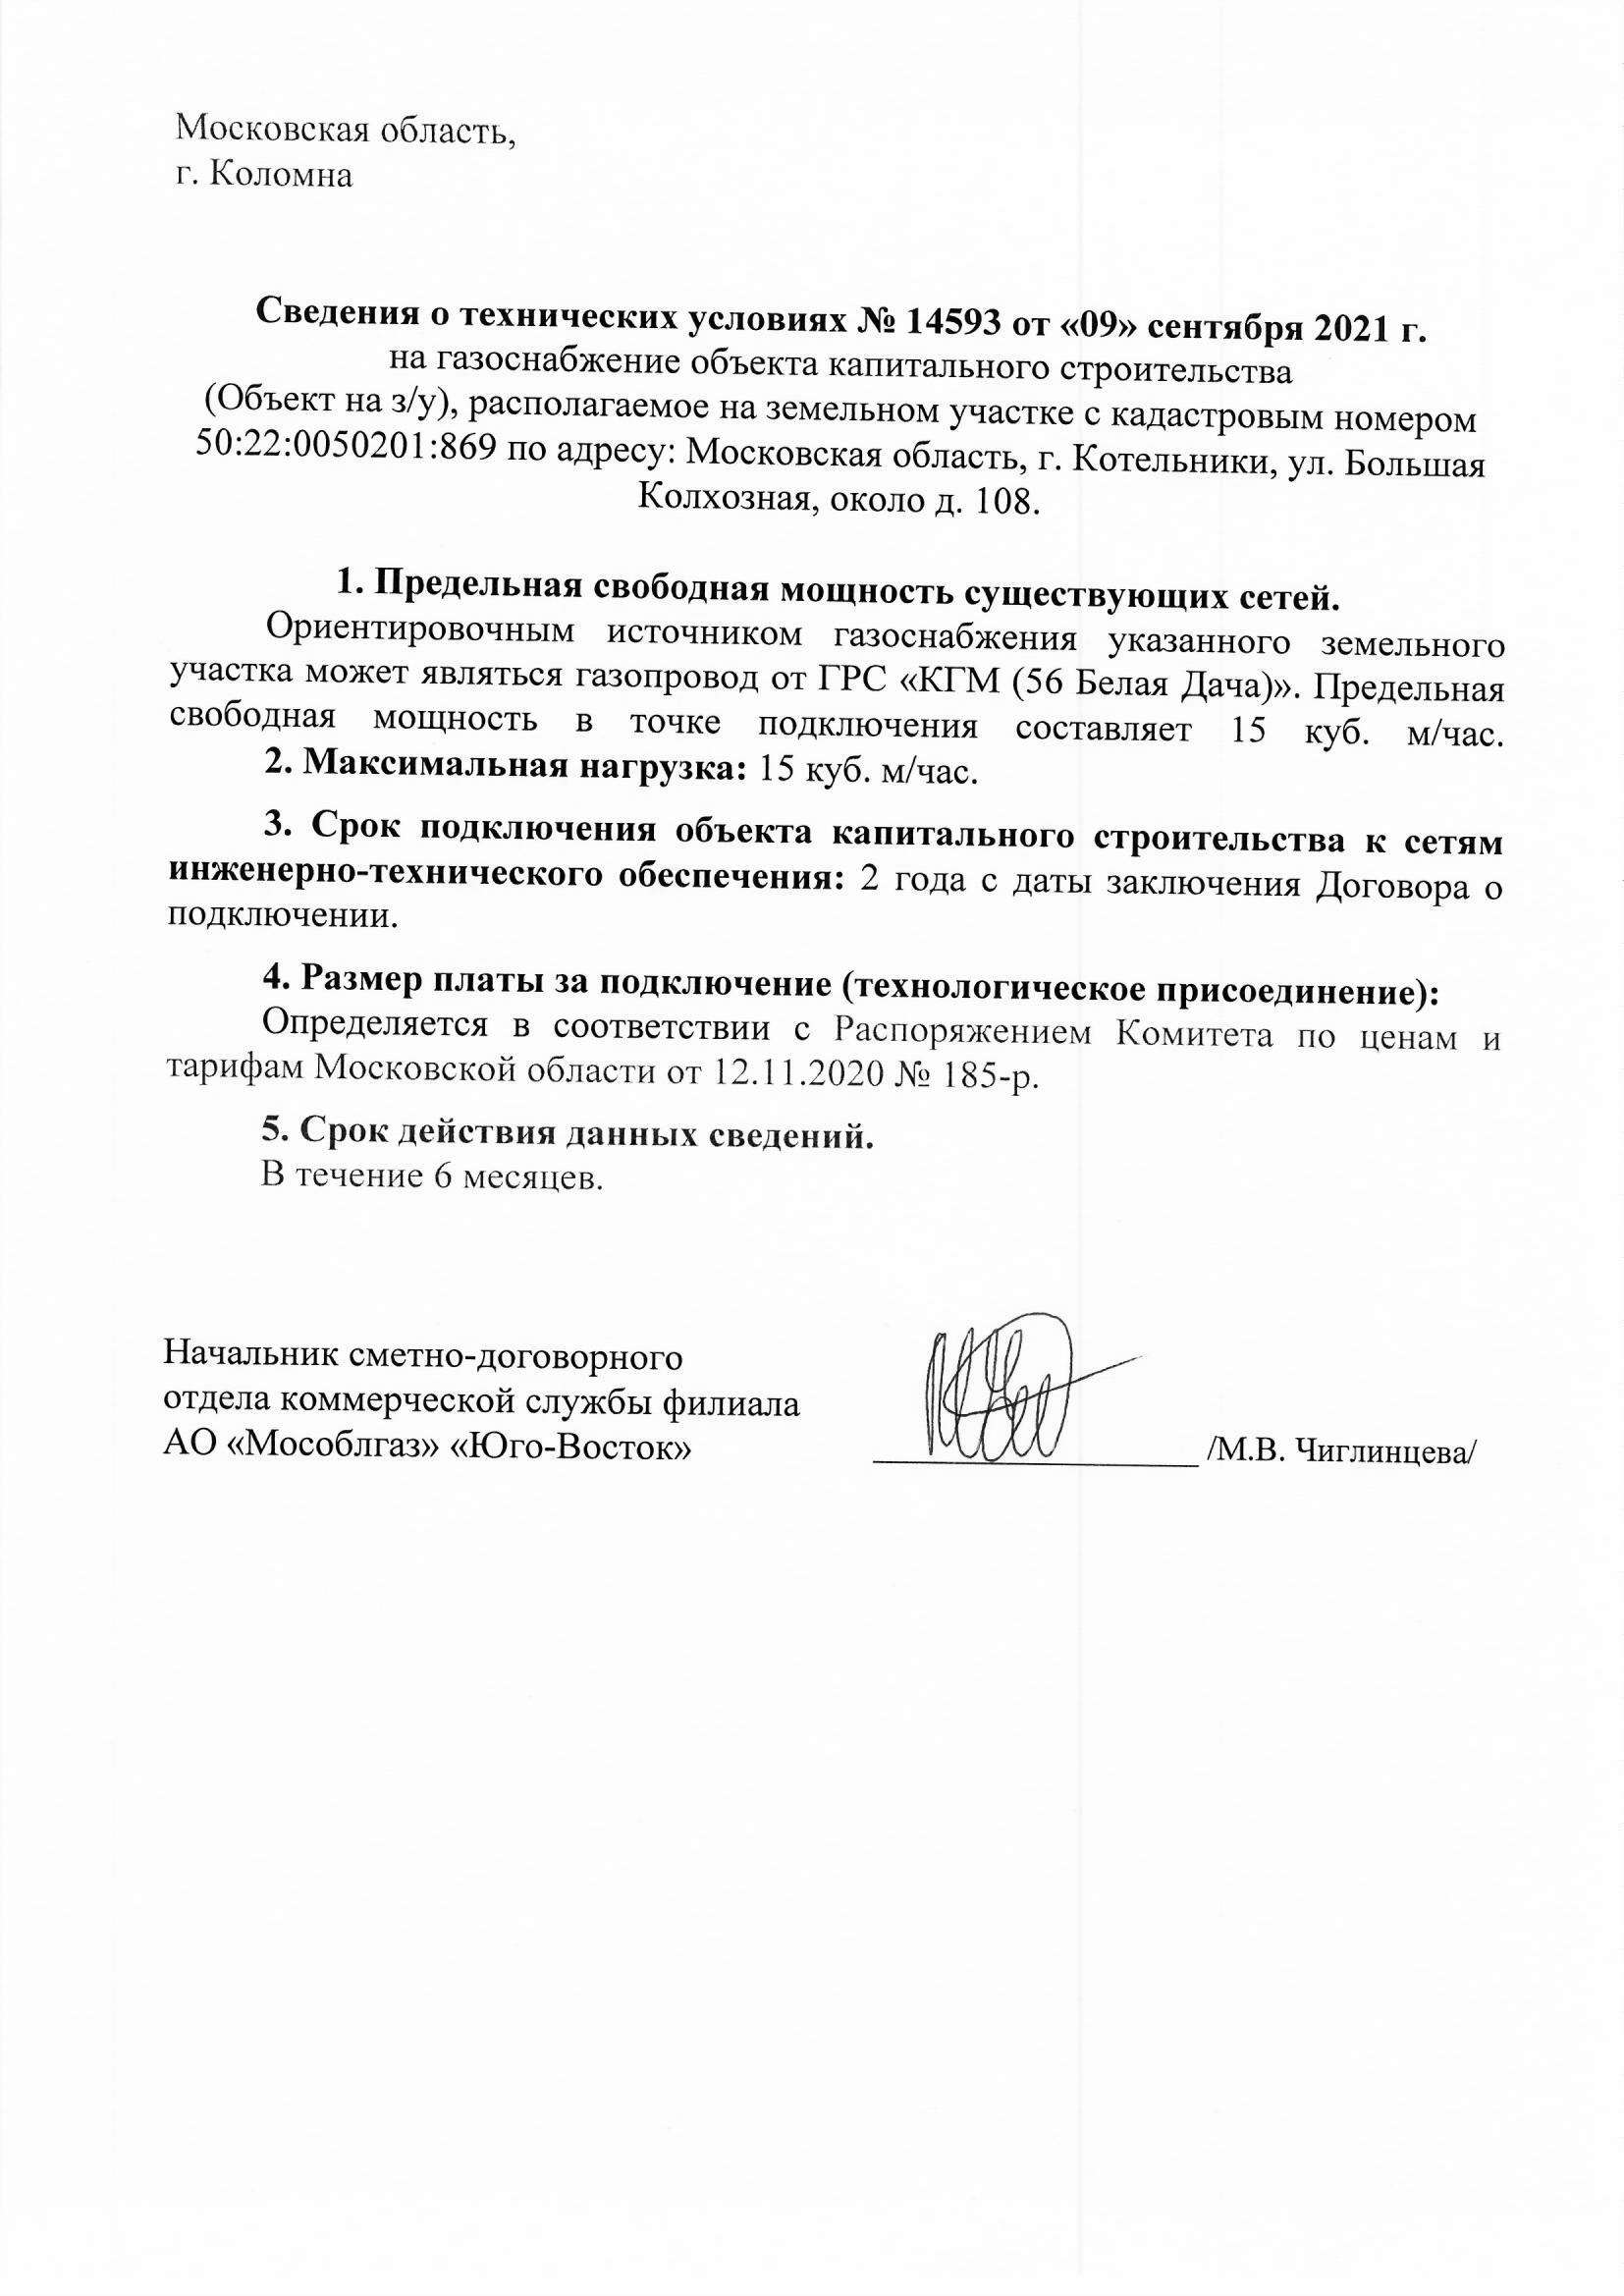 Московская область,
г. Коломна
Сведения о технических условиях № 14593 от «09» сентября 2021 г.
на газоснабжение объекта капитального строительства
(Объект на з/у), располагаемое на земельном участке с кадастровым номером
50:22:0050201:869 по адресу: Московская область, г. Котельники, ул. Большая
Колхозная, около д. 108.
1. Предельная свободная мощность существующих сетей.
Ориентировочным источником газоснабжения указанного земельного
участка может являться газопровод от ГРС «КГМ (56 Белая Дача)». Предельная
свободная мощность в точке подключения составляет 15 куб. м/час.
2. Максимальная нагрузка: 15 куб. м/час.
3. Срок подключения объекта капитального строительства к сетям
инженерно-технического обеспечения: 2 года с даты заключения Договора о
подключении.
4. Размер платы за подключение (технологическое присоединение):
Определяется в соответствии с Распоряжением Комитета по ценам и
тарифам Московской области от 12.11.2020 № 185-р.
5. Срок действия данных сведений.
В течение 6 месяцев.
Начальник сметно-договорного
отдела коммерческой службы филиала
АО «Мособлгаз» «Юго-Восток» /М.В. Чиглинцева/